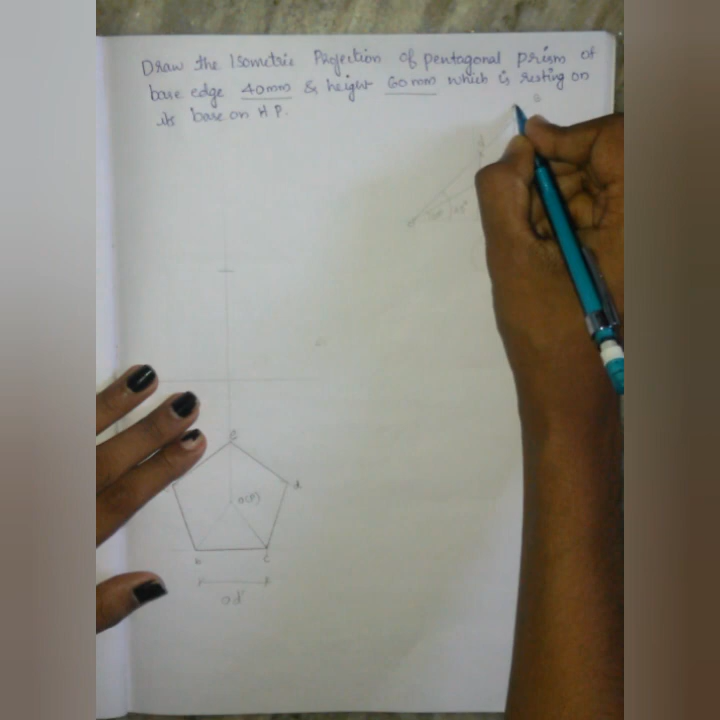 Draw the Isometric Projection of pentagonal prism of
base edge 40mm & height 60mm which is resting on
its base on HP.
e
d
o(p)
b
c